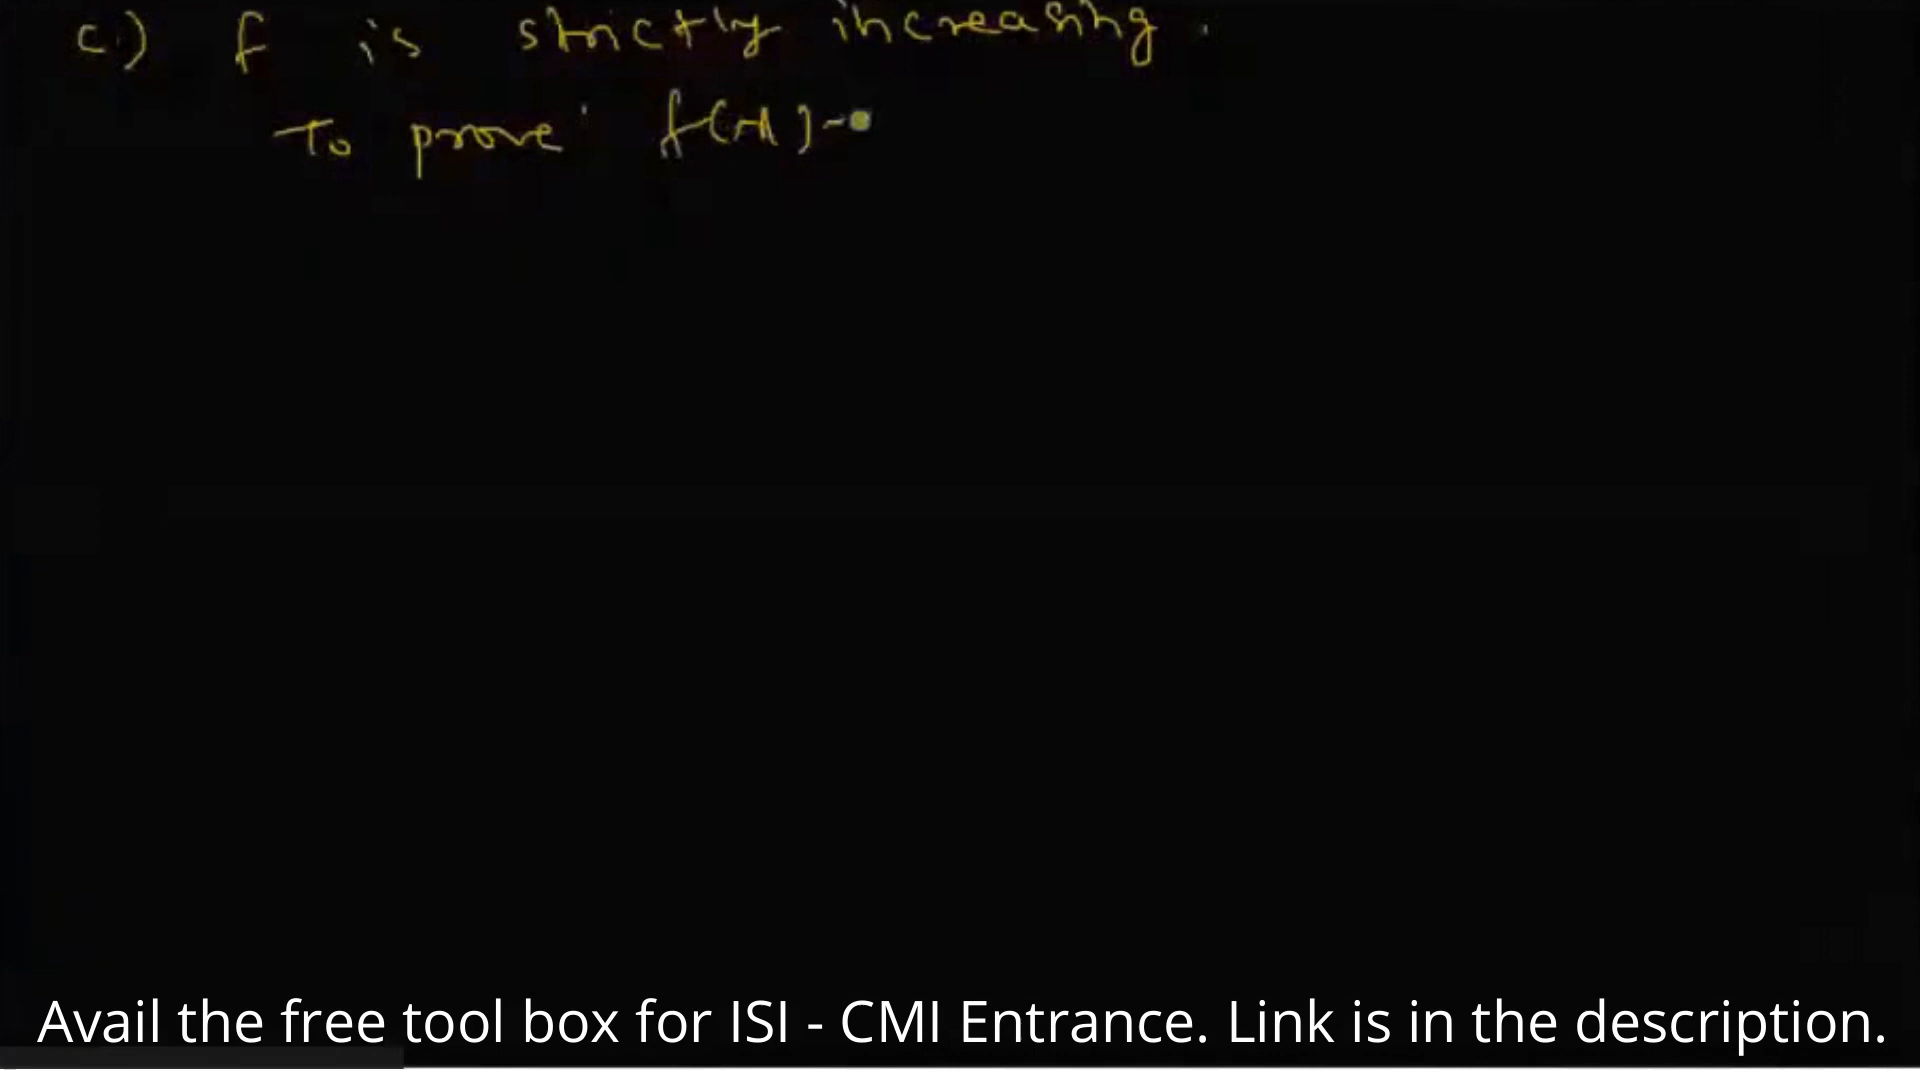 c.) f is strictly increasing.
To prove f(x) -
Avail the free tool box for ISI - CMI Entrance. Link is in the description.